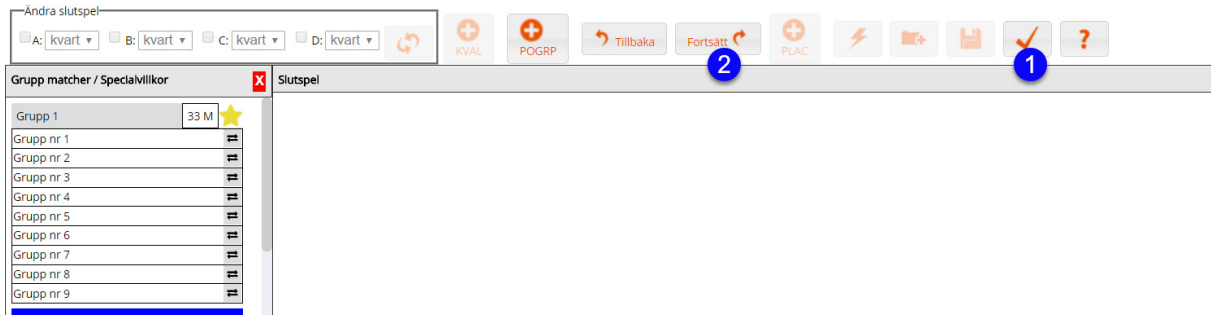 Ändra slutspel
A: kvart B: kvart C: kvart D: kvart
KVAL
POGRP
Tillbaka
Fortsätt
PLAC
?
2
1
Grupp matcher / Specialvillkor X
Slutspel
Grupp 1 33 M
Grupp nr 1
Grupp nr 2
Grupp nr 3
Grupp nr 4
Grupp nr 5
Grupp nr 6
Grupp nr 7
Grupp nr 8
Grupp nr 9